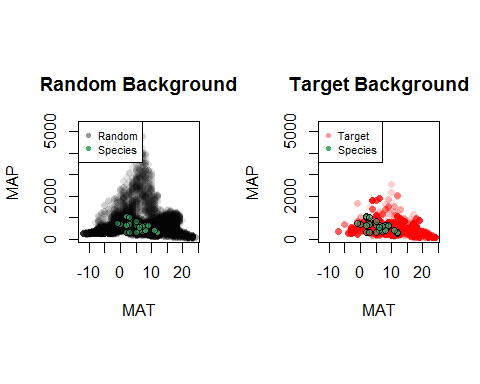 Random Background
Random
Species
MAP
0
2000
5000
-10
0
10
20
MAT
Target Background
Target
Species
MAP
0
2000
5000
-10
0
10
20
MAT